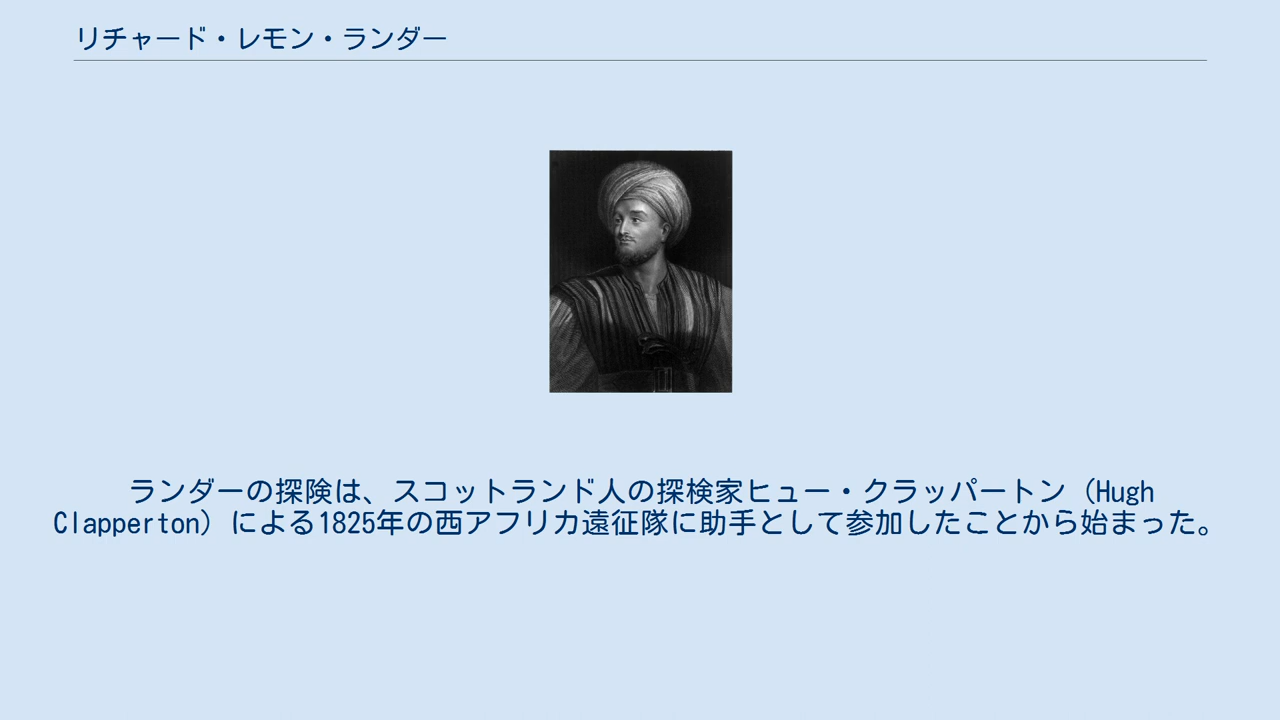 リチャード・レモン・ランダー
ランダーの探険は、スコットランド人の探検家ヒュー・クラッパートン（Hugh
Clapperton）による1825年の西アフリカ遠征隊に助手として参加したことから始まった。